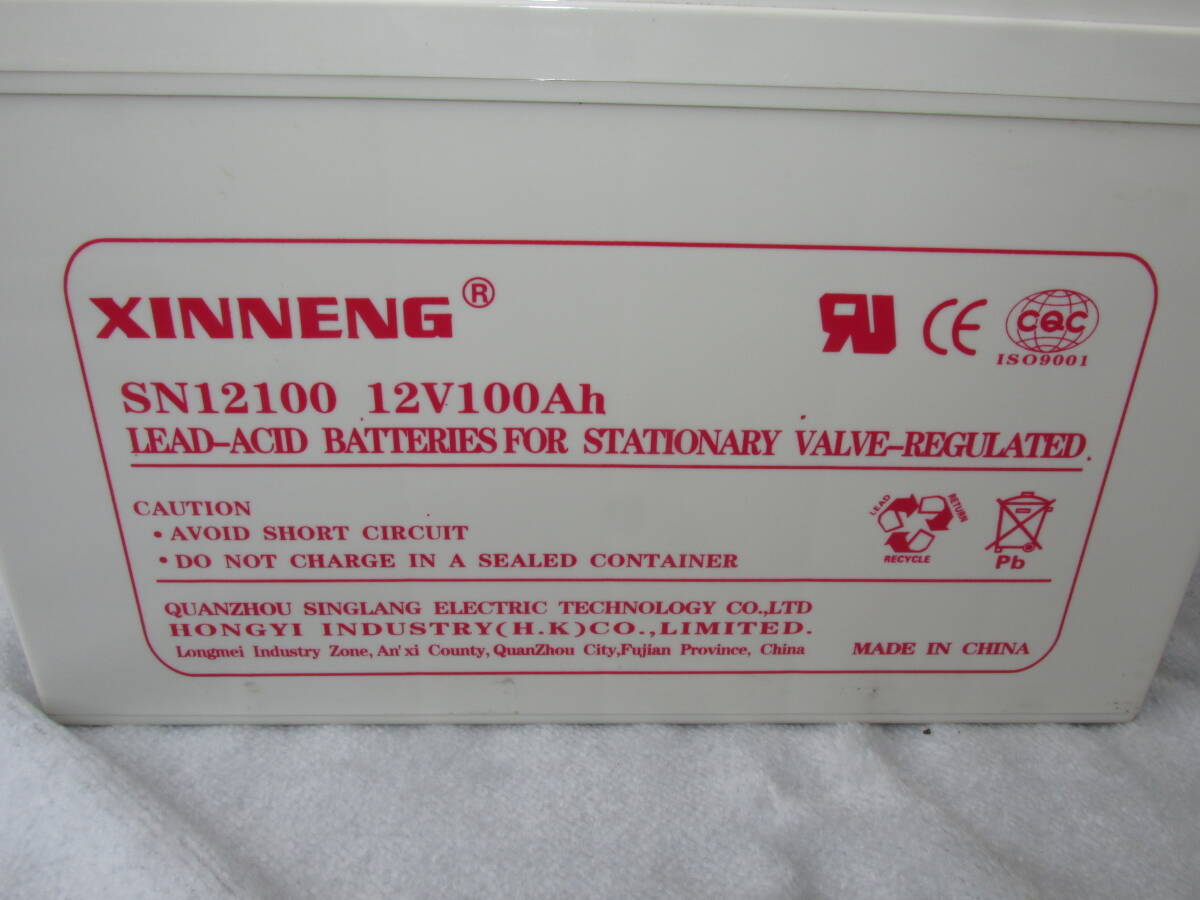 XINNENG®
RU CE CQC
ISO9001
SN12100 12V100Ah
LEAD-ACID BATTERIES FOR STATIONARY VALVE-REGULATED.
CAUTION
• AVOID SHORT CIRCUIT
• DO NOT CHARGE IN A SEALED CONTAINER
LEAD RETURN
RECYCLE
Pb
QUANZHOU SINGLANG ELECTRIC TECHNOLOGY CO.,LTD
HONGYI INDUSTRY(H.K)CO.,LIMITED.
Longmei Industry Zone, An'xi County, QuanZhou City,Fujian Province, China
MADE IN CHINA